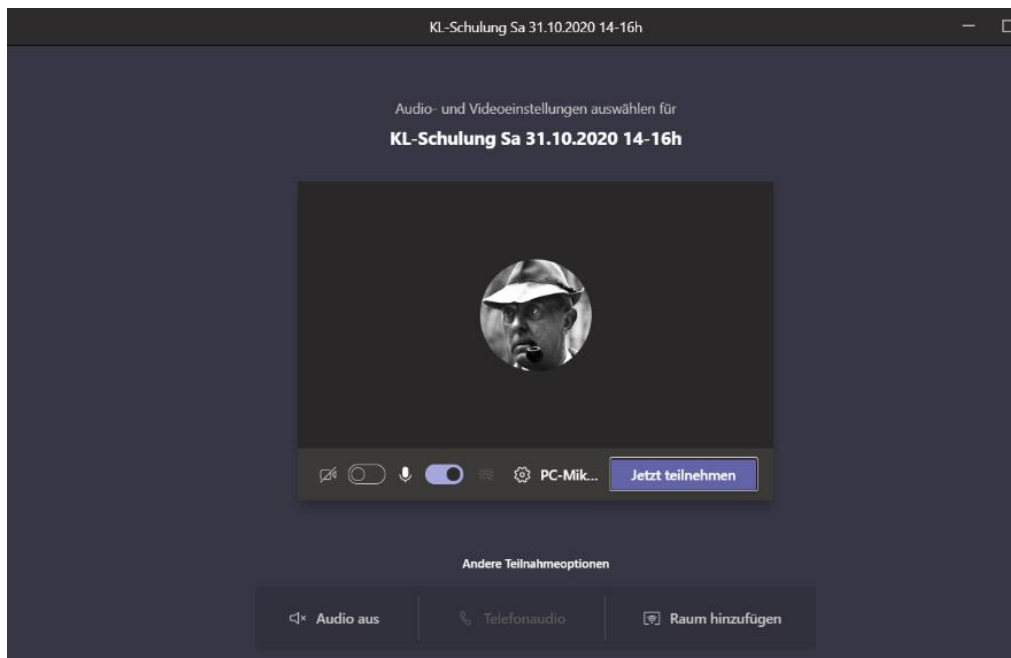 KL-Schulung Sa 31.10.2020 14-16h
Audio- und Videoeinstellungen auswählen für
KL-Schulung Sa 31.10.2020 14-16h
PC-Mik... Jetzt teilnehmen
Andere Teilnahmeoptionen
Audio aus Telefonaudio Raum hinzufügen